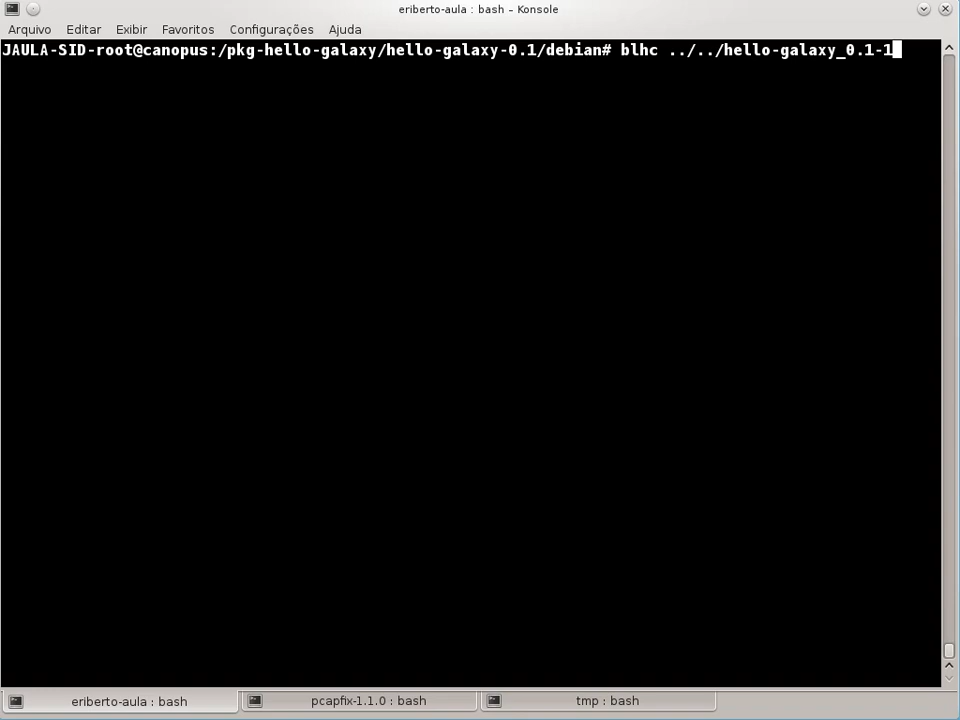 eriberto-aula : bash – Konsole
Arquivo Editar Exibir Favoritos Configurações Ajuda
JAULA-SID-root@canopus:/pkg-hello-galaxy/hello-galaxy-0.1/debian# blhc ../../hello-galaxy_0.1-1
eriberto-aula : bash pcapfix-1.1.0 : bash tmp : bash